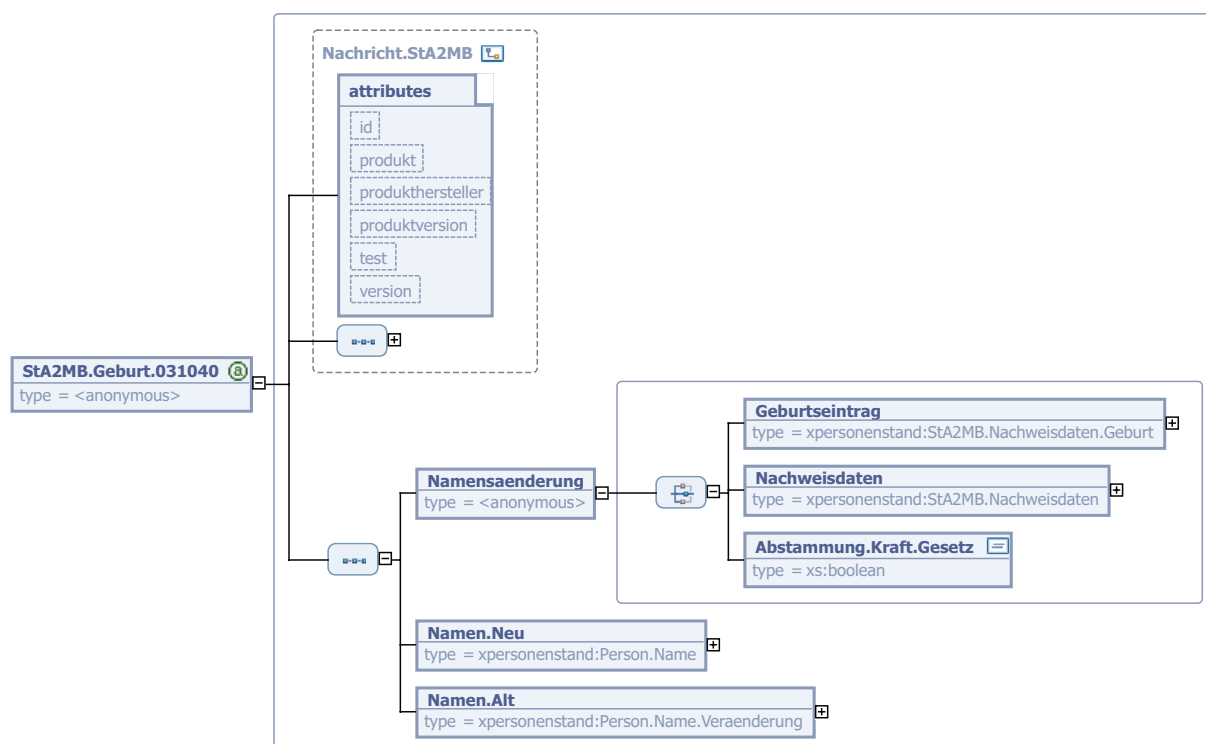 Nachricht.StA2MB
attributes
id
produkt
produkthersteller
produktversion
test
version
StA2MB.Geburt.031040 a
type = <anonymous>
Geburtseintrag
type = xpersonenstand:StA2MB.Nachweisdaten.Geburt
Namensaenderung
type = <anonymous>
Nachweisdaten
type = xpersonenstand:StA2MB.Nachweisdaten
Abstammung.Kraft.Gesetz
type = xs:boolean
Namen.Neu
type = xpersonenstand:Person.Name
Namen.Alt
type = xpersonenstand:Person.Name.Veraenderung